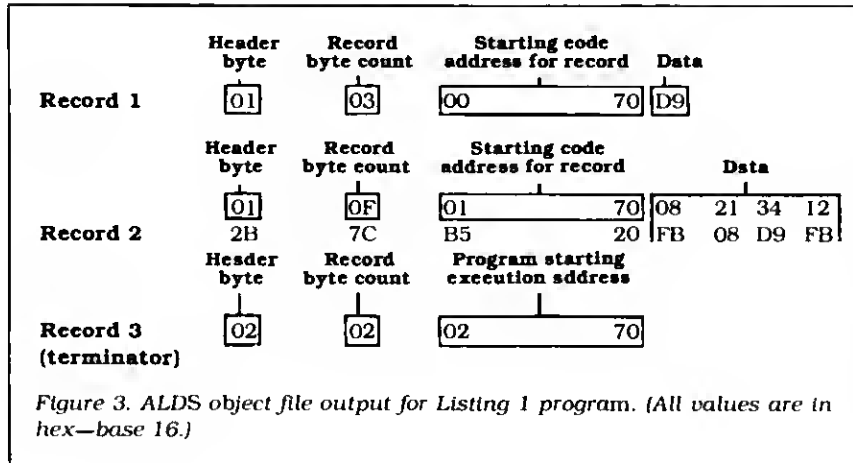 Header Record Starting code
byte byte count address for record Data
Record 1 01 03 00 70 D9
Header Record Starting code
byte byte count address for record Data
01 0F 01 70 08 21 34 12
Record 2 2B 7C B5 20 FB 08 D9 FB
Header Record Program starting
byte byte count execution address
Record 3 02 02 02 70
(terminator)
Figure 3. ALDS object file output for Listing 1 program. (All values are in
hex—base 16.)